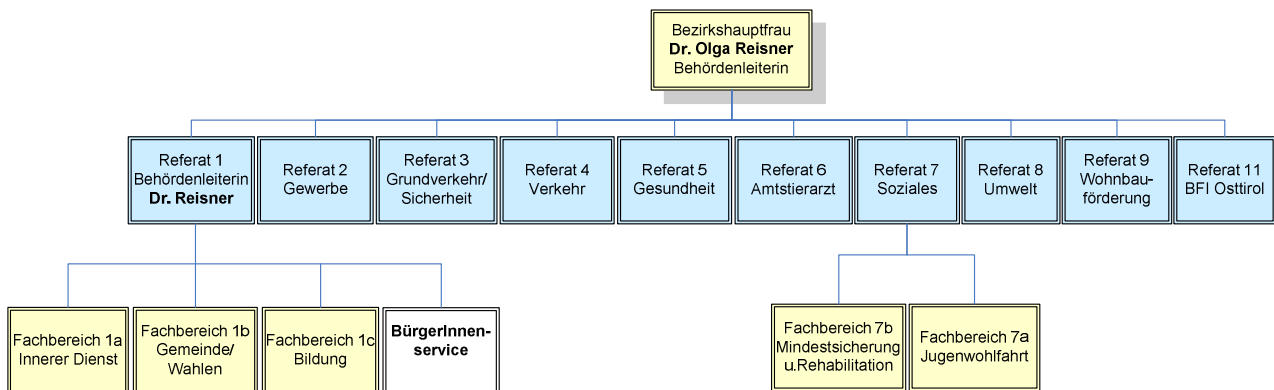 Bezirkshauptfrau
Dr. Olga Reisner
Behördenleiterin
Referat 1
Behördenleiterin
Dr. Reisner
Referat 2
Gewerbe
Referat 3
Grundverkehr/
Sicherheit
Referat 4
Verkehr
Referat 5
Gesundheit
Referat 6
Amtstierarzt
Referat 7
Soziales
Referat 8
Umwelt
Referat 9
Wohnbau-
förderung
Referat 11
BFI Osttirol
Fachbereich 1a
Innerer Dienst
Fachbereich 1b
Gemeinde/
Wahlen
Fachbereich 1c
Bildung
BürgerInnen-
service
Fachbereich 7b
Mindestsicherung
u.Rehabilitation
Fachbereich 7a
Jugenwohlfahrt